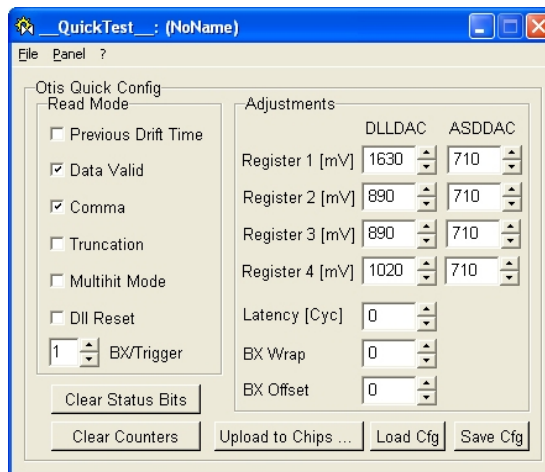 __QuickTest__: (NoName)
File Panel ?
Otis Quick Config
Read Mode
Previous Drift Time
Data Valid
Comma
Truncation
Multihit Mode
Dll Reset
1 BX/Trigger
Adjustments
DLLDAC ASDDAC
Register 1 [mV] 1630 710
Register 2 [mV] 890 710
Register 3 [mV] 890 710
Register 4 [mV] 1020 710
Latency [Cyc] 0
BX Wrap 0
BX Offset 0
Clear Status Bits
Clear Counters Upload to Chips ... Load Cfg Save Cfg